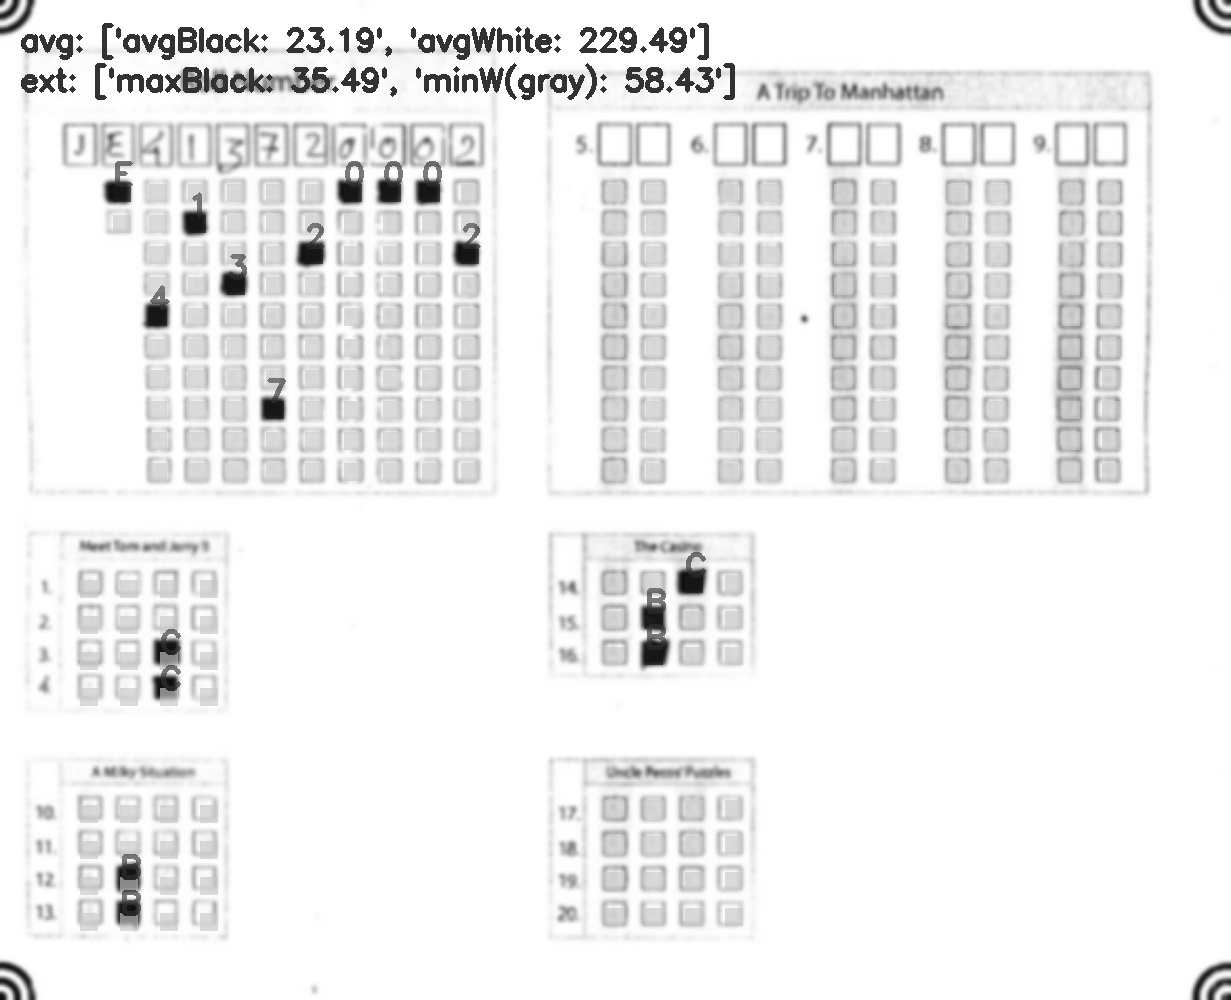 avg: ['avgBlack: 23.19', 'avgWhite: 229.49']
ext: ['maxBlack: 35.49', 'minW(gray): 58.43']
A Trip To Manhattan
J E 4 1 3 7 2 0 0 0 2
5. 6. 7. 8. 9.
E 0 0 0
1
2 2
3
4
7
Meet Tom and Jerry !!
1.
2.
3. C
4. C
The Casino
14. C
15. B
16. B
A Milky Situation
10.
11.
12. B
13. B
Uncle Pecos' Puzzles
17.
18.
19.
20.